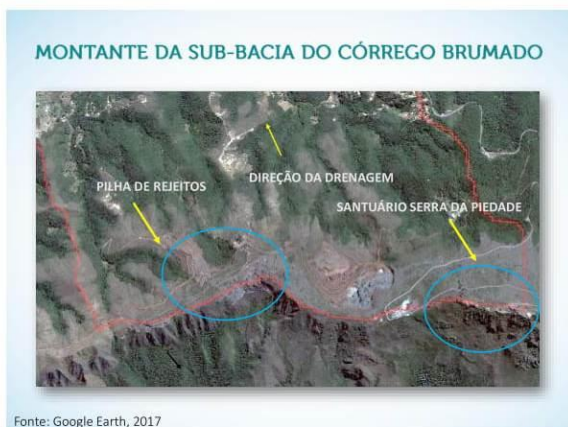 MONTANTE DA SUB-BACIA DO CÓRREGO BRUMADO
DIREÇÃO DA DRENAGEM
PILHA DE REJEITOS
SANTUÁRIO SERRA DA PIEDADE
Fonte: Google Earth, 2017